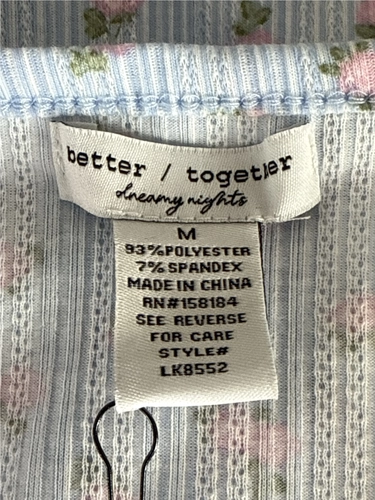 better / together
dreamy nights
M
93%POLYESTER
7% SPANDEX
MADE IN CHINA
RN#158184
SEE REVERSE
FOR CARE
STYLE#
LK8552